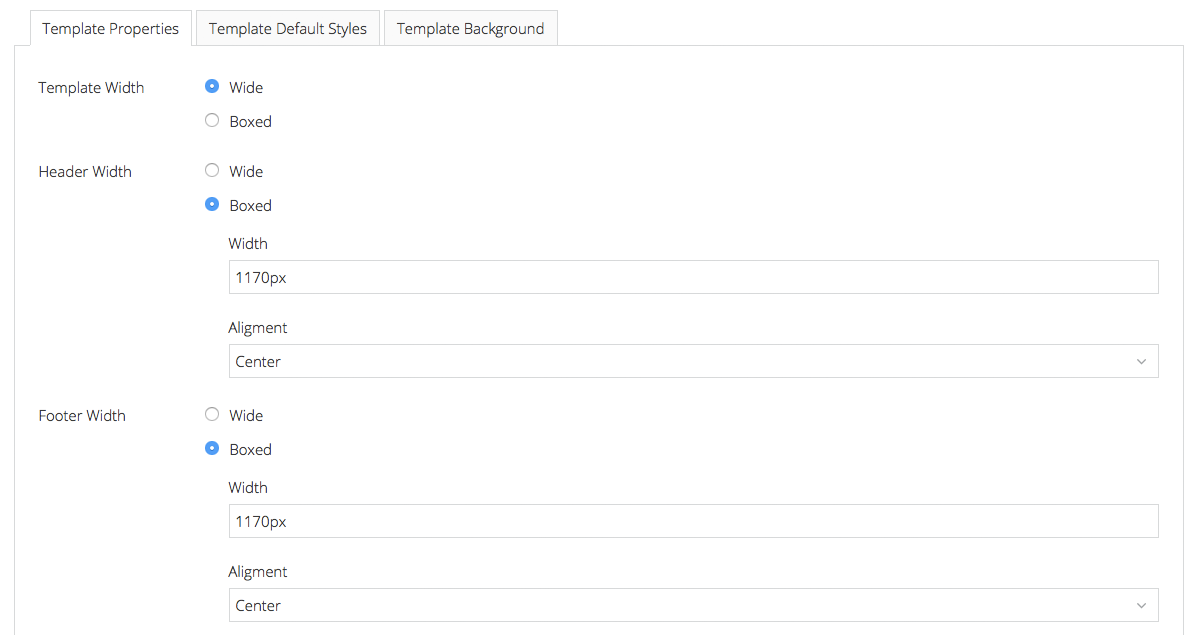 Template Properties Template Default Styles Template Background
Template Width Wide
Boxed
Header Width Wide
Boxed
Width
1170px
Aligment
Center
Footer Width Wide
Boxed
Width
1170px
Aligment
Center